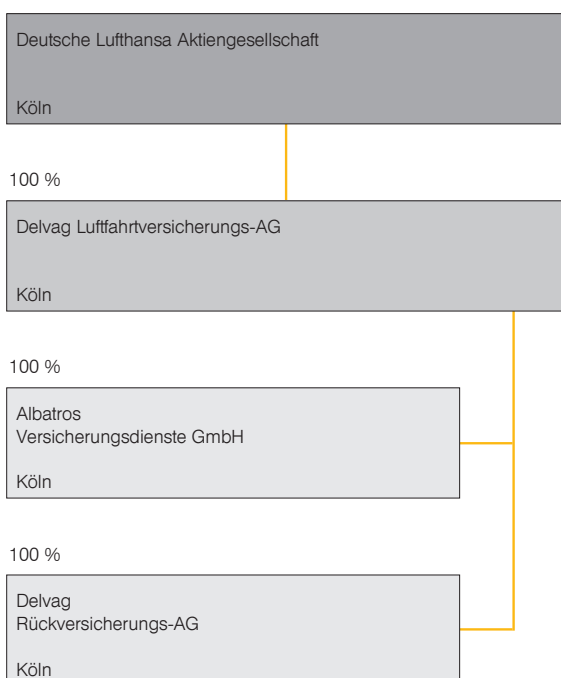 Deutsche Lufthansa Aktiengesellschaft
Köln
100 %
Delvag Luftfahrtversicherungs-AG
Köln
100 %
Albatros
Versicherungsdienste GmbH
Köln
100 %
Delvag
Rückversicherungs-AG
Köln